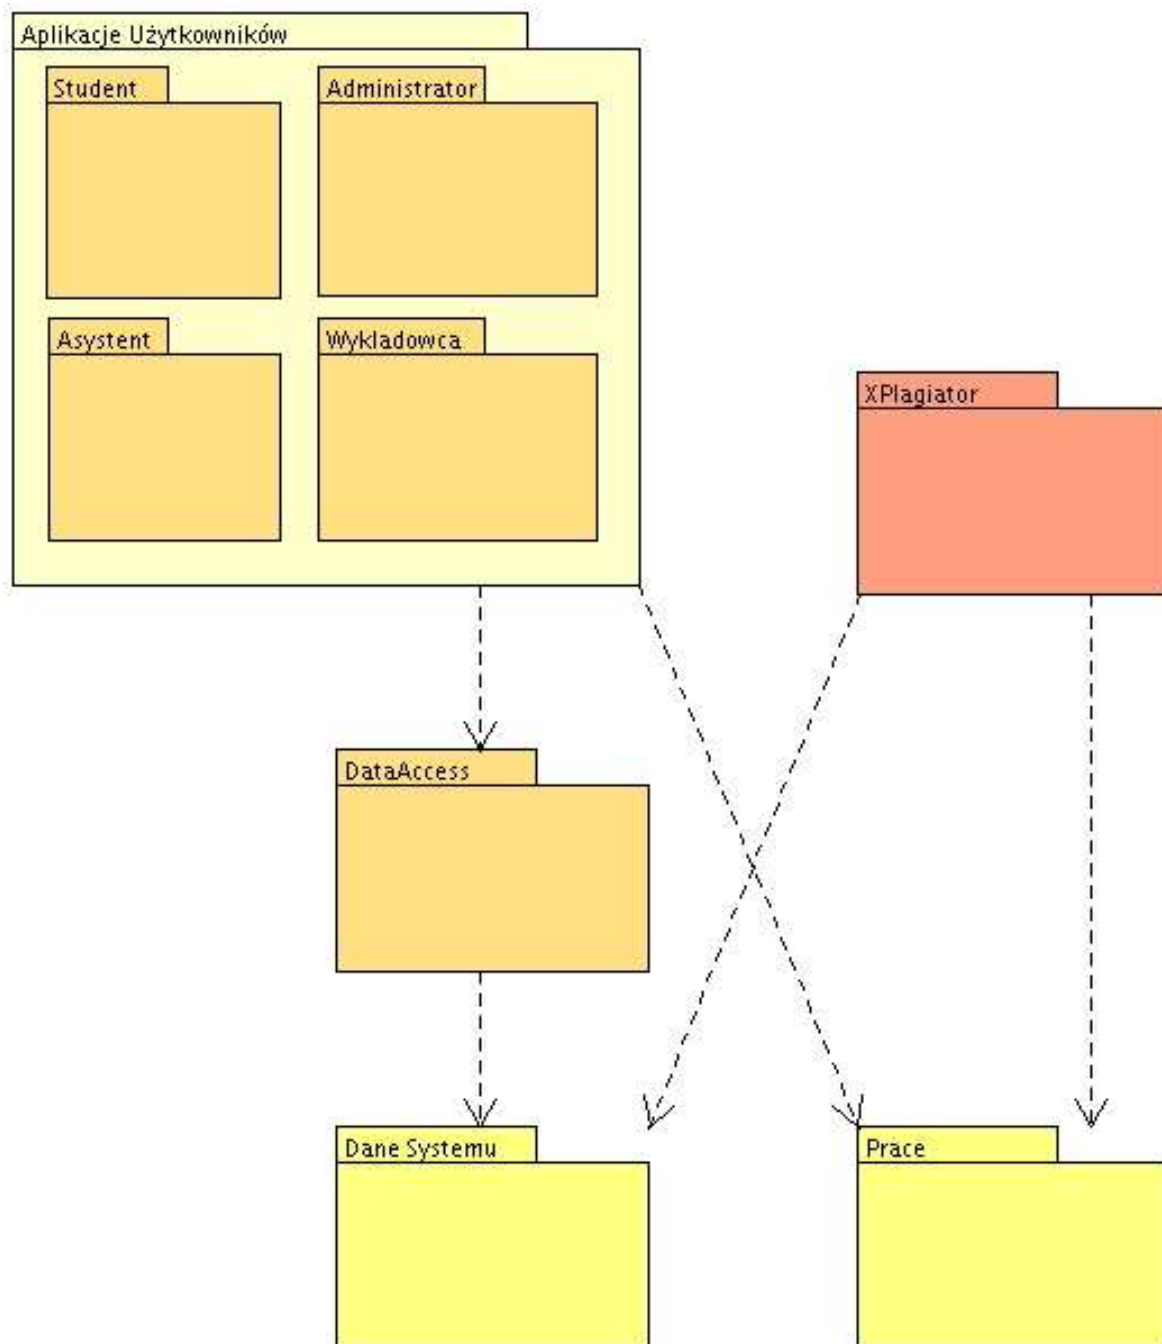 Aplikacje Użytkowników
Student
Administrator
Asystent
Wykladowca
XPlagiator
DataAccess
Dane Systemu
Prace